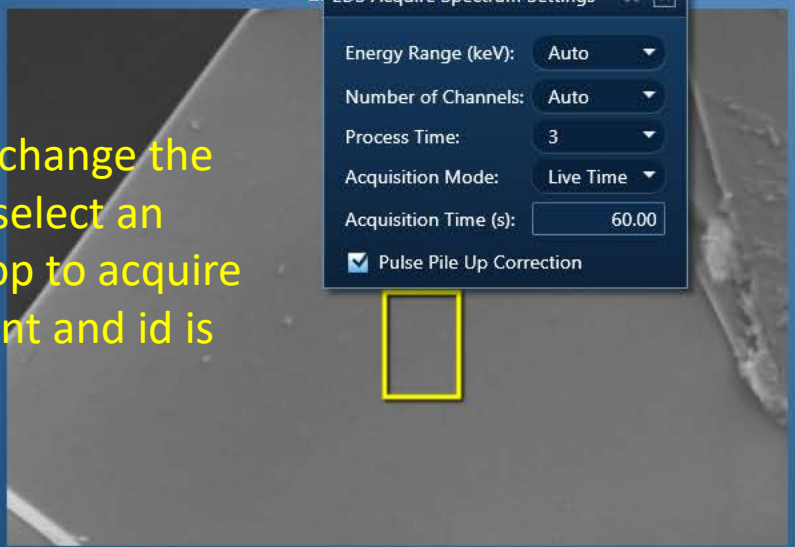 EDS Acquire Spectrum Settings
Energy Range (keV): Auto
Number of Channels: Auto
Process Time: 3
Acquisition Mode: Live Time
Acquisition Time (s): 60.00
Pulse Pile Up Correction
change the
select an
op to acquire
nt and id is